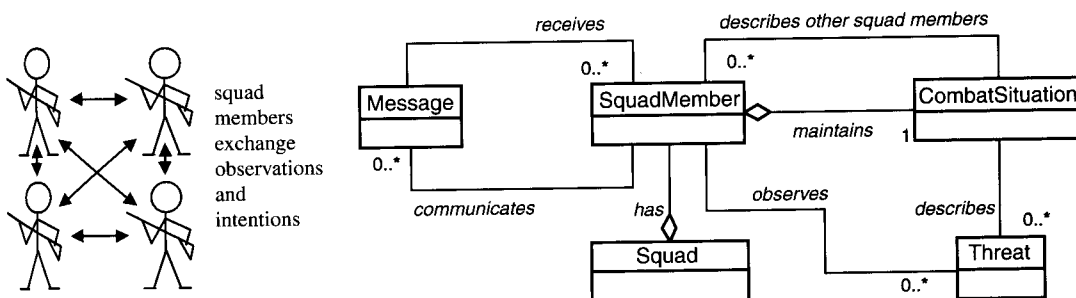 squad
members
exchange
observations
and
intentions
receives
describes other squad members
0..*
0..*
Message
SquadMember
CombatSituation
maintains
1
0..*
communicates
has
observes
describes
0..*
Squad
Threat
0..*